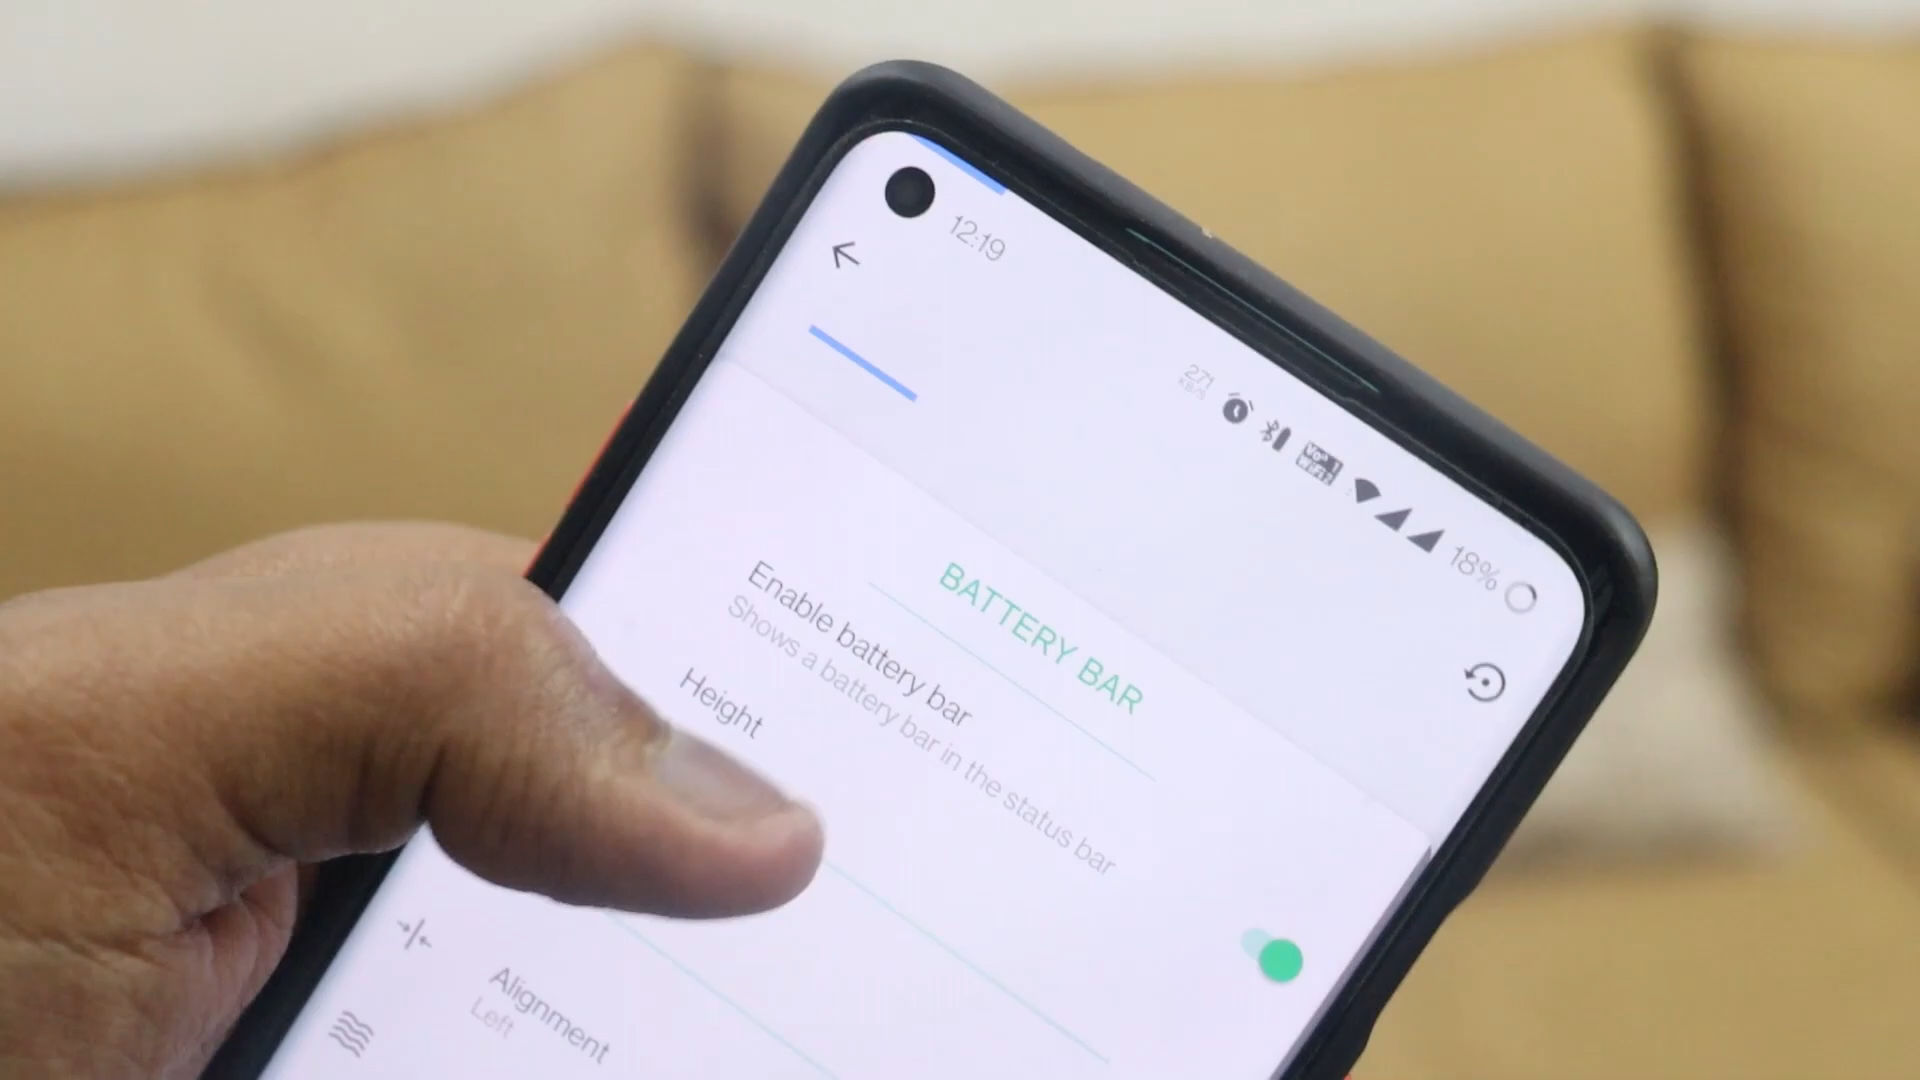 12:19
271
KB/S
18%
BATTERY BAR
Enable battery bar
Shows a battery bar in the status bar
Height
Alignment
Left